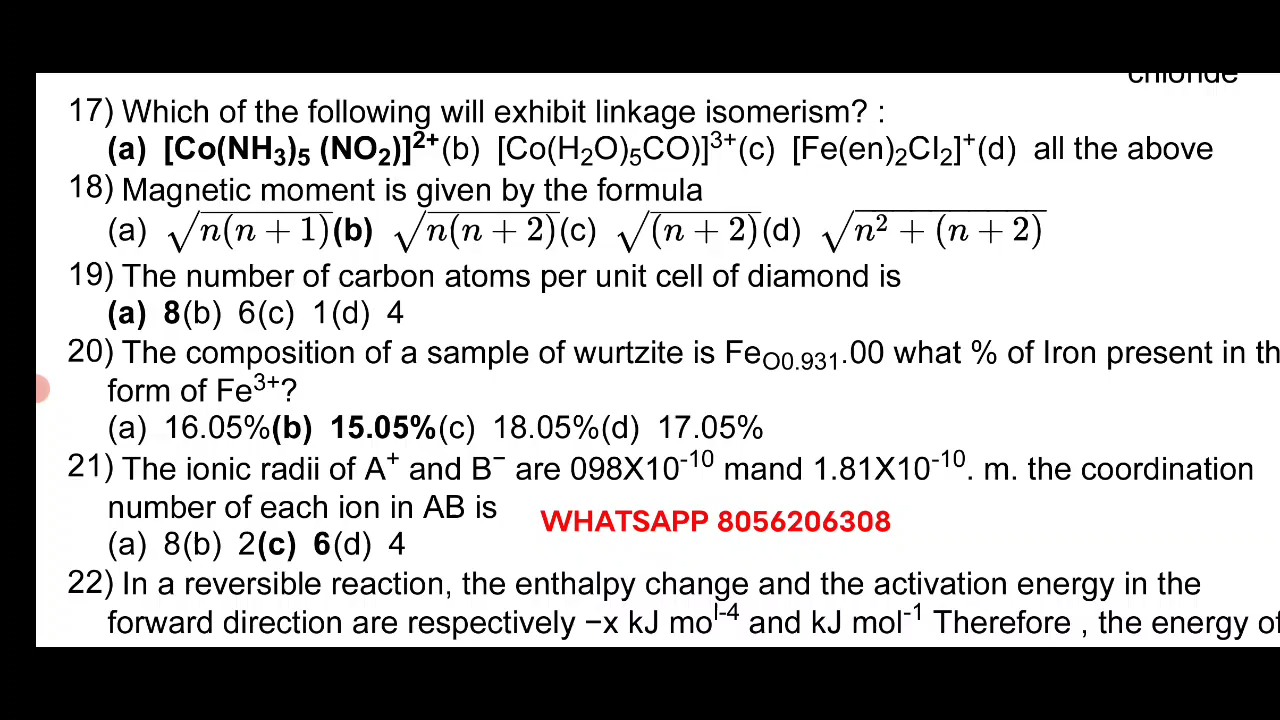 chloride
17) Which of the following will exhibit linkage isomerism? :
(a) [Co(NH₃)₅ (NO₂)]²⁺(b) [Co(H₂O)₅CO)]³⁺(c) [Fe(en)₂Cl₂]⁺(d) all the above
18) Magnetic moment is given by the formula
(a) √n(n + 1)(b) √n(n + 2)(c) √(n + 2)(d) √n² + (n + 2)
19) The number of carbon atoms per unit cell of diamond is
(a) 8(b) 6(c) 1(d) 4
20) The composition of a sample of wurtzite is Fe_O0.931.00 what % of Iron present in th
form of Fe³⁺?
(a) 16.05%(b) 15.05%(c) 18.05%(d) 17.05%
21) The ionic radii of A⁺ and B⁻ are 098X10⁻¹⁰ mand 1.81X10⁻¹⁰. m. the coordination
number of each ion in AB is
WHATSAPP 8056206308
(a) 8(b) 2(c) 6(d) 4
22) In a reversible reaction, the enthalpy change and the activation energy in the
forward direction are respectively −x kJ moˡ⁻⁴ and kJ mol⁻¹ Therefore , the energy of